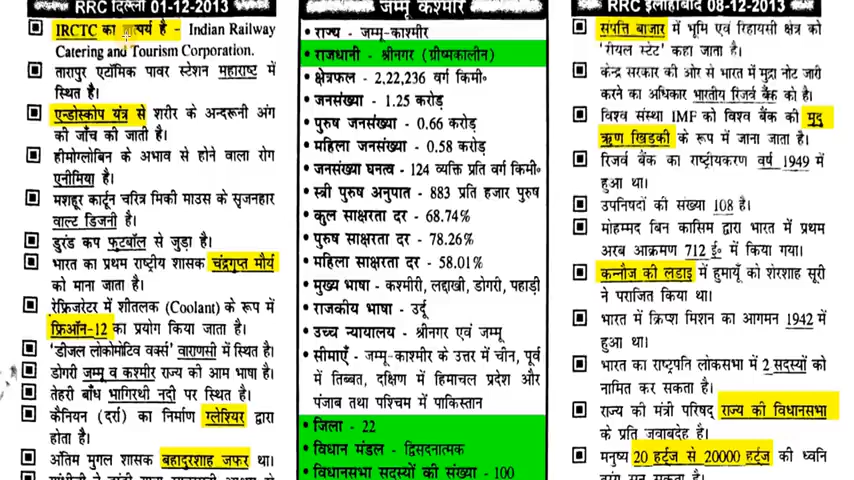 RRC दिल्ली 01-12-2013
IRCTC का है - Indian Railway
Catering and Tourism Corporation.
तारापुर एटॉमिक पावर स्टेशन महाराष्ट्र में
स्थित है।
एन्डोस्कोप यंत्र से शरीर के अन्दरूनी अंग
की जाँच की जाती है।
हीमोग्लोबिन के अभाव से होने वाला रोग
एनीमिया है।
मशहूर कार्टून चरित्र मिकी माउस के सृजनहार
वाल्ट डिजनी है।
डुरंड कप फुटबॉल से जुड़ा है।
भारत का प्रथम राष्ट्रीय शासक चंद्रगुप्त मौर्य
को माना जाता है।
रेफ्रिजरेटर में शीतलक (Coolant) के रूप में
फ्रिऑन-12 का प्रयोग किया जाता है।
'डीजल लोकोमोटिव वर्क्स' वाराणसी में स्थित है।
डोगरी जम्मू व कश्मीर राज्य की आम भाषा है।
तेहरी बाँध भागिरथी नदी पर स्थित है।
कैनियन (दर्रा) का निर्माण ग्लेशियर द्वारा
होता है।
अंतिम मुगल शासक बहादुरशाह जफर था।
जम्मू कश्मीर
राज्य - जम्मू-कश्मीर
राजधानी - श्रीनगर (ग्रीष्मकालीन)
क्षेत्रफल - 2,22,236 वर्ग किमी॰
जनसंख्या - 1.25 करोड़
पुरुष जनसंख्या - 0.66 करोड़
महिला जनसंख्या - 0.58 करोड़
जनसंख्या घनत्व - 124 व्यक्ति प्रति वर्ग किमी॰
स्त्री पुरुष अनुपात - 883 प्रति हजार पुरुष
कुल साक्षरता दर - 68.74%
पुरुष साक्षरता दर - 78.26%
महिला साक्षरता दर - 58.01%
मुख्य भाषा - कश्मीरी, लद्दाखी, डोगरी, पहाड़ी
राजकीय भाषा - उर्दू
उच्च न्यायालय - श्रीनगर एवं जम्मू
सीमाएँ - जम्मू-कश्मीर के उत्तर में चीन, पूर्व
में तिब्बत, दक्षिण में हिमाचल प्रदेश और
पंजाब तथा पश्चिम में पाकिस्तान
जिला - 22
विधान मंडल - द्विसदनात्मक
विधानसभा सदस्यों की संख्या - 100
RRC इलाहाबाद 08-12-2013
संपत्ति बाजार में भूमि एवं रिहायसी क्षेत्र को
'रीयल स्टेट' कहा जाता है।
केन्द्र सरकार की ओर से भारत में मुद्रा नोट जारी
करने का अधिकार भारतीय रिजर्व बैंक को है।
विश्व संस्था IMF को विश्व बैंक की मृदु
ऋण खिड़की के रूप में जाना जाता है।
रिजर्व बैंक का राष्ट्रीयकरण वर्ष 1949 में
हुआ था।
उपनिषदों की संख्या 108 है।
मोहम्मद बिन कासिम द्वारा भारत में प्रथम
अरब आक्रमण 712 ई॰ में किया गया।
कन्नौज की लडाइ में हुमायूँ को शेरशाह सूरी
ने पराजित किया था।
भारत में क्रिप्श मिशन का आगमन 1942 में
हुआ था।
भारत का राष्ट्रपति लोकसभा में 2 सदस्यों को
नामित कर सकता है।
राज्य की मंत्री परिषद् राज्य की विधानसभा
के प्रति जवाबदेह है।
मनुष्य 20 हर्ट्ज से 20000 हर्ट्ज की ध्वनि